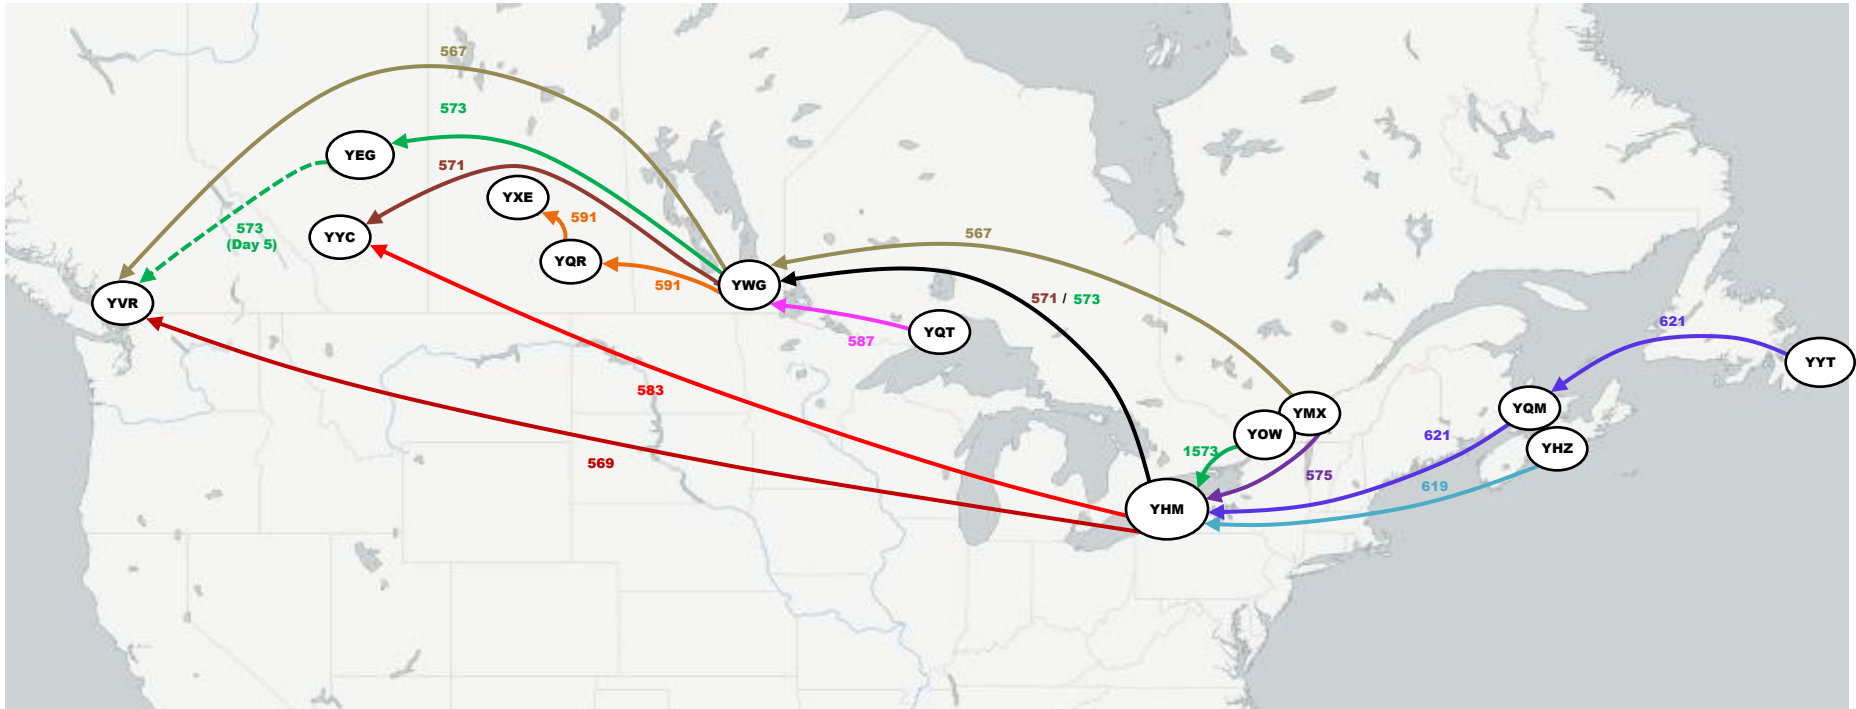 567
573
YEG
571
YXE
591
573
(Day 5)
YYC
567
YQR
591
YWG
571 / 573
YVR
621
YQT
587
YYT
583
YQM
YMX
YOW
621
YHZ
1573
569
575
619
YHM